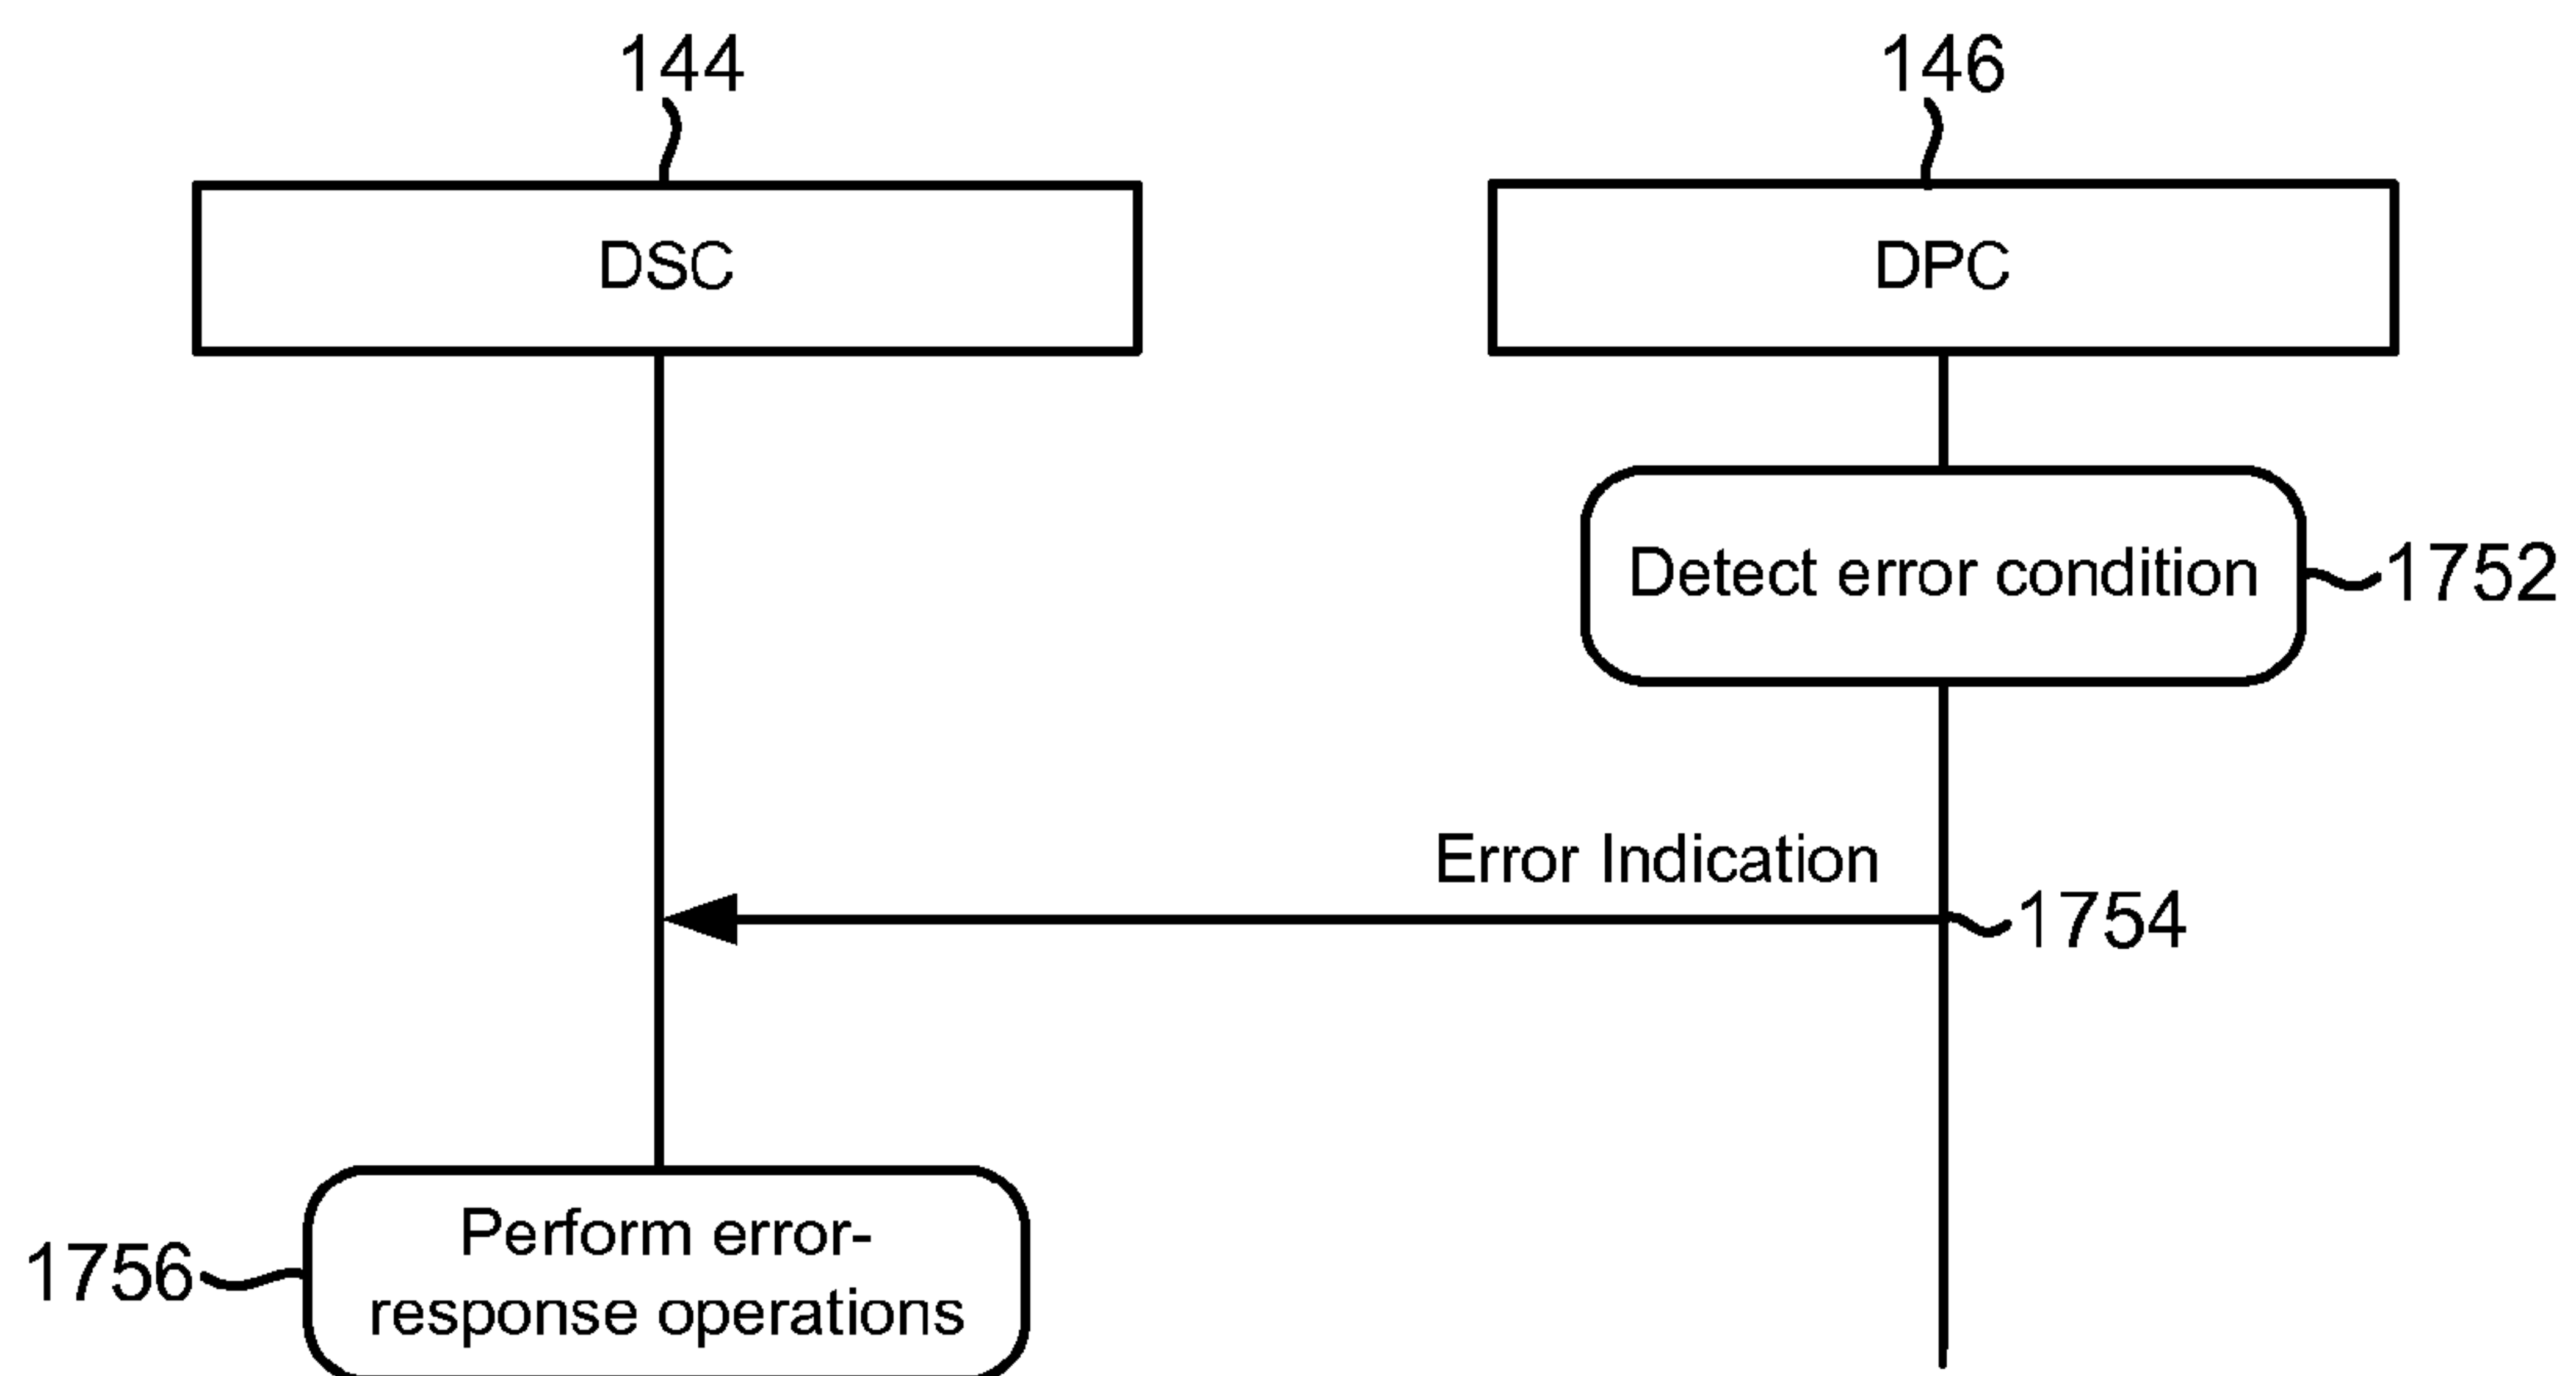 144
146
DSC
DPC
Detect error condition
1752
Error Indication
1754
Perform error-
response operations
1756